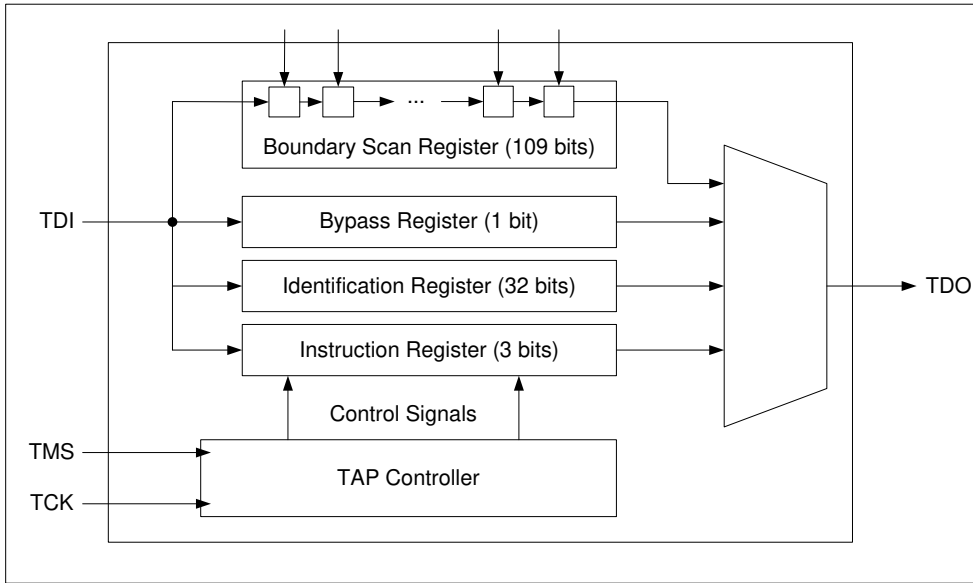 ...
Boundary Scan Register (109 bits)
TDI
Bypass Register (1 bit)
Identification Register (32 bits)
TDO
Instruction Register (3 bits)
Control Signals
TMS
TAP Controller
TCK